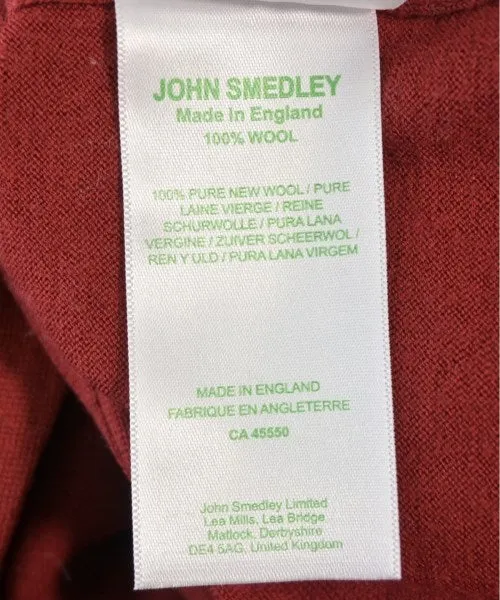 JOHN SMEDLEY
Made in England
100% WOOL
100% PURE NEW WOOL / PURE
LAINE VIERGE / REINE
SCHURWOLLE / PURA LANA
VERGINE / ZUIVER SCHEERWOL /
REN Y ULD / PURA LANA VIRGEM
MADE IN ENGLAND
FABRIQUE EN ANGLETERRE
CA 45550
John Smedley Limited
Lea Mills, Lea Bridge
Matlock, Derbyshire
DE4 5AG, United Kingdom